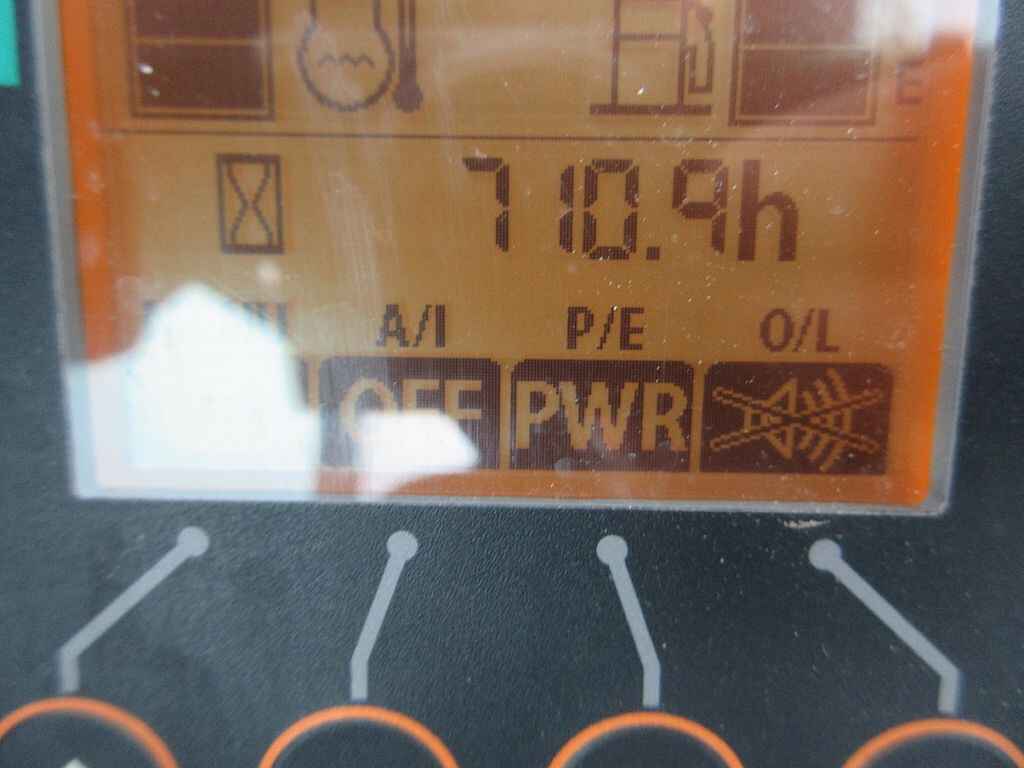 E
710.9h
A/I P/E O/L
OFF PWR